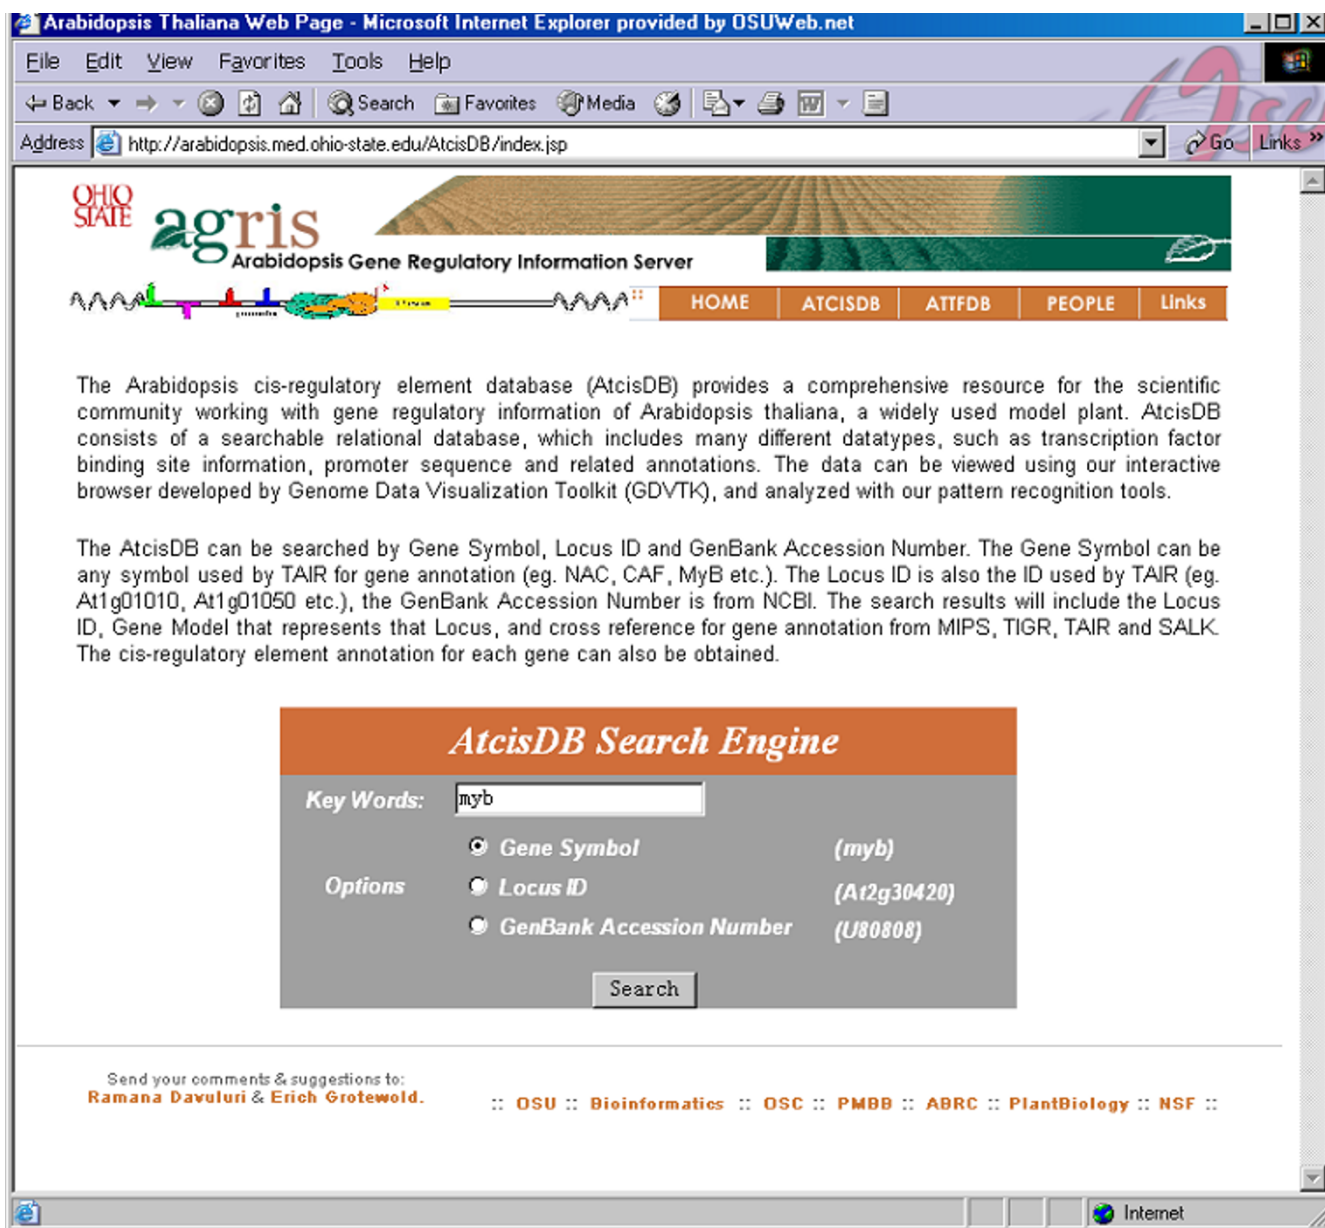 Arabidopsis Thaliana Web Page - Microsoft Internet Explorer provided by OSUWeb.net
File Edit View Favorites Tools Help
Back Search Favorites Media
Address http://arabidopsis.med.ohio-state.edu/AtcisDB/index.jsp Go Links »
OHIO
STATE
agris
Arabidopsis Gene Regulatory Information Server
HOME ATCISDB ATTFDB PEOPLE Links
The Arabidopsis cis-regulatory element database (AtcisDB) provides a comprehensive resource for the scientific
community working with gene regulatory information of Arabidopsis thaliana, a widely used model plant. AtcisDB
consists of a searchable relational database, which includes many different datatypes, such as transcription factor
binding site information, promoter sequence and related annotations. The data can be viewed using our interactive
browser developed by Genome Data Visualization Toolkit (GDVTK), and analyzed with our pattern recognition tools.
The AtcisDB can be searched by Gene Symbol, Locus ID and GenBank Accession Number. The Gene Symbol can be
any symbol used by TAIR for gene annotation (eg. NAC, CAF, MyB etc.). The Locus ID is also the ID used by TAIR (eg.
At1g01010, At1g01050 etc.), the GenBank Accession Number is from NCBI. The search results will include the Locus
ID, Gene Model that represents that Locus, and cross reference for gene annotation from MIPS, TIGR, TAIR and SALK.
The cis-regulatory element annotation for each gene can also be obtained.
AtcisDB Search Engine
Key Words: myb
Gene Symbol (myb)
Options Locus ID (At2g30420)
GenBank Accession Number (U80808)
Search
Send your comments & suggestions to:
Ramana Davuluri & Erich Grotewold.
:: OSU :: Bioinformatics :: OSC :: PMBB :: ABRC :: PlantBiology :: NSF ::
Internet